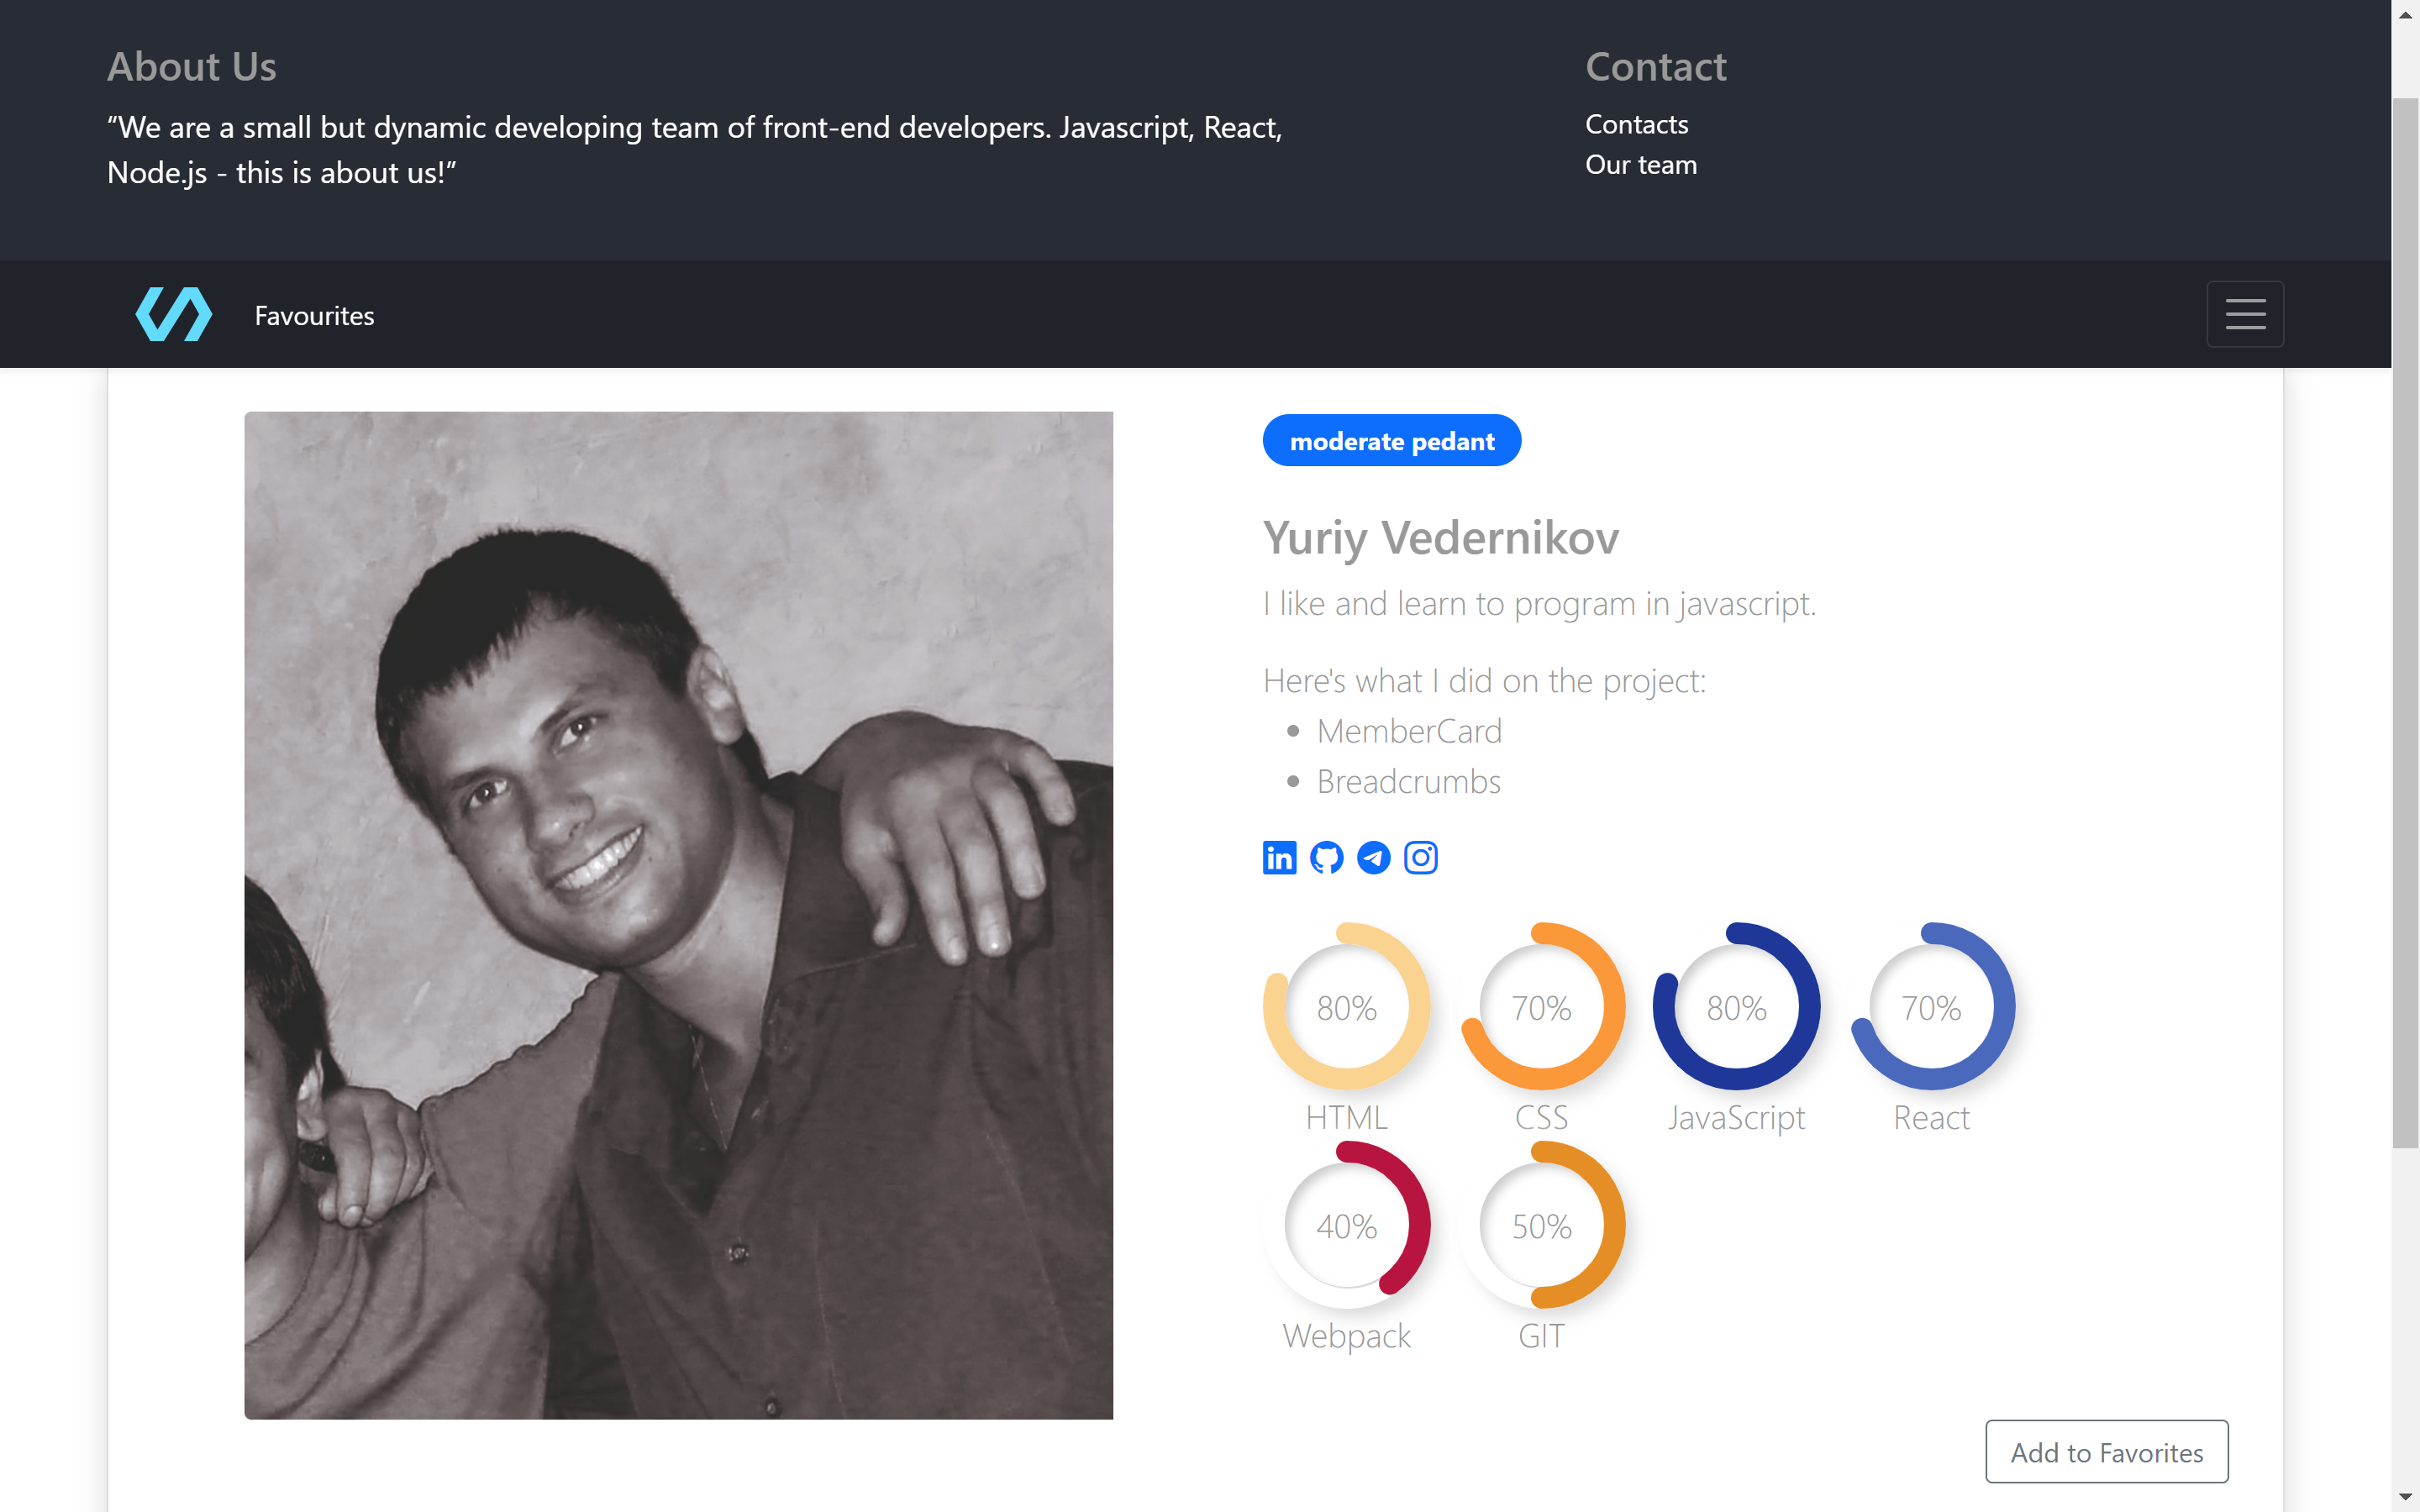 About Us
“We are a small but dynamic developing team of front-end developers. Javascript, React,
Node.js - this is about us!”
Contact
Contacts
Our team
Favourites
moderate pedant
Yuriy Vedernikov
I like and learn to program in javascript.
Here's what I did on the project:
MemberCard
Breadcrumbs
in
80%
70%
80%
70%
HTML
CSS
JavaScript
React
40%
50%
Webpack
GIT
Add to Favorites